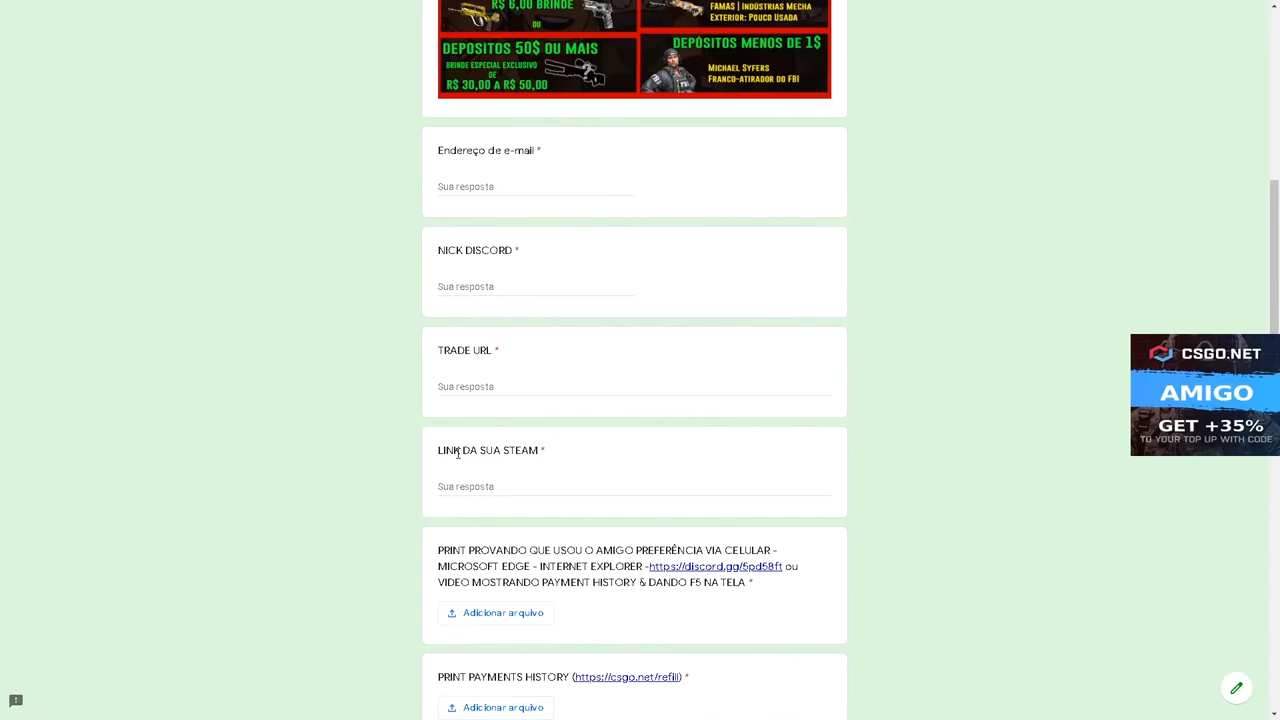 R$ 6,00 BRINDE
OU
FAMAS | INDÚSTRIAS MECHA
EXTERIOR: POUCO USADA
DEPOSITOS 50$ OU MAIS
BRINDE ESPECIAL EXCLUSIVO
DE
R$ 30,00 A R$ 50,00
DEPÓSITOS MENOS DE 1$
MICHAEL SYFERS
FRANCO-ATIRADOR DO FBI
Endereço de e-mail *
Sua resposta
NICK DISCORD *
Sua resposta
TRADE URL *
Sua resposta
LINK DA SUA STEAM *
Sua resposta
PRINT PROVANDO QUE USOU O AMIGO PREFERÊNCIA VIA CELULAR -
MICROSOFT EDGE - INTERNET EXPLORER -https://discord.gg/5pd58ft ou
VIDEO MOSTRANDO PAYMENT HISTORY & DANDO F5 NA TELA *
Adicionar arquivo
PRINT PAYMENTS HISTORY (https://csgo.net/refill) *
Adicionar arquivo
CSGO.NET
AMIGO
GET +35%
TO YOUR TOP UP WITH CODE